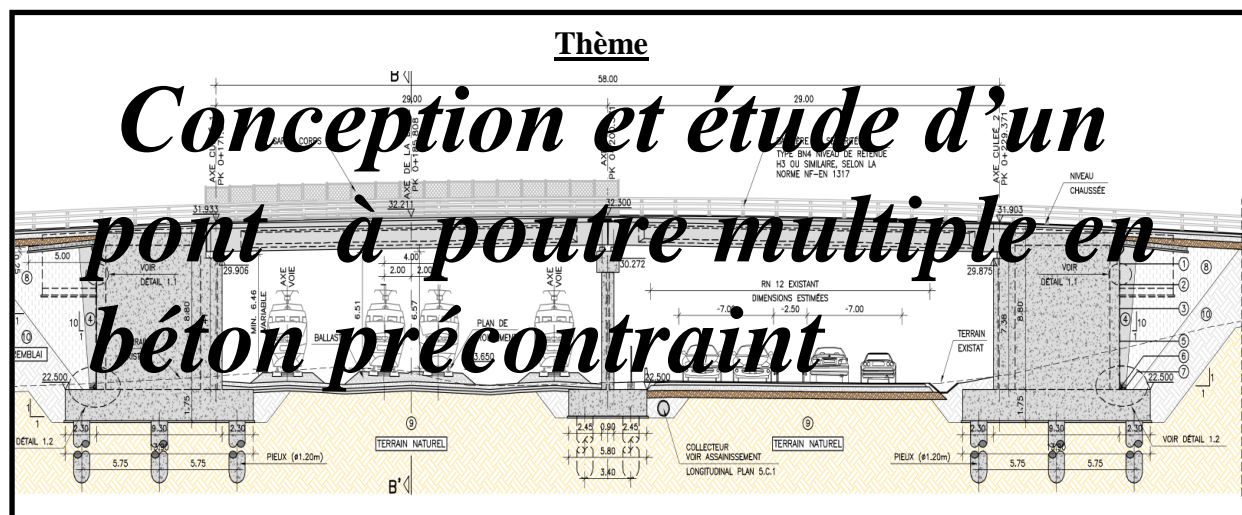 Thème
Conception et étude d'un
pont à poutre multiple en
béton précontraint
B
58.00
29.00 29.00
TYPE BN4 NIVEAU DE RETENUE
H3 OU SIMILAIRE, SELON LA
NORME NF-EN 1317
NIVEAU
CHAUSSÉE
31.933
32.211
32.300
31.903
5.00
VOIR
DÉTAIL 1.1
29.906
4.00
2.00 2.00
AXE
VOIE
AXE
VOIE
30.272
29.875
VOIR
DÉTAIL 1.1
RN 12 EXISTANT
DIMENSIONS ESTIMÉES
7.00 2.50 7.00
MIN. 6.46
VARIABLE
6.51
6.57
8.80
7.38
8.80
BALLAST
PLAN DE
TERRAIN
EXISTAT
22.500
22.500
22.500
1.75
1.75
2.30 9.30 2.30
2.45 0.90 2.45
2.30 9.30 2.30
DÉTAIL 1.2
TERRAIN NATUREL
5.80
3.40
COLLECTEUR
VOIR ASSAINISSEMENT
LONGITUDINAL PLAN 5.C.1
TERRAIN NATUREL
VOIR DÉTAIL 1.2
5.75 5.75
PIEUX (ø1.20m)
PIEUX (ø1.20m)
5.75 5.75
B'